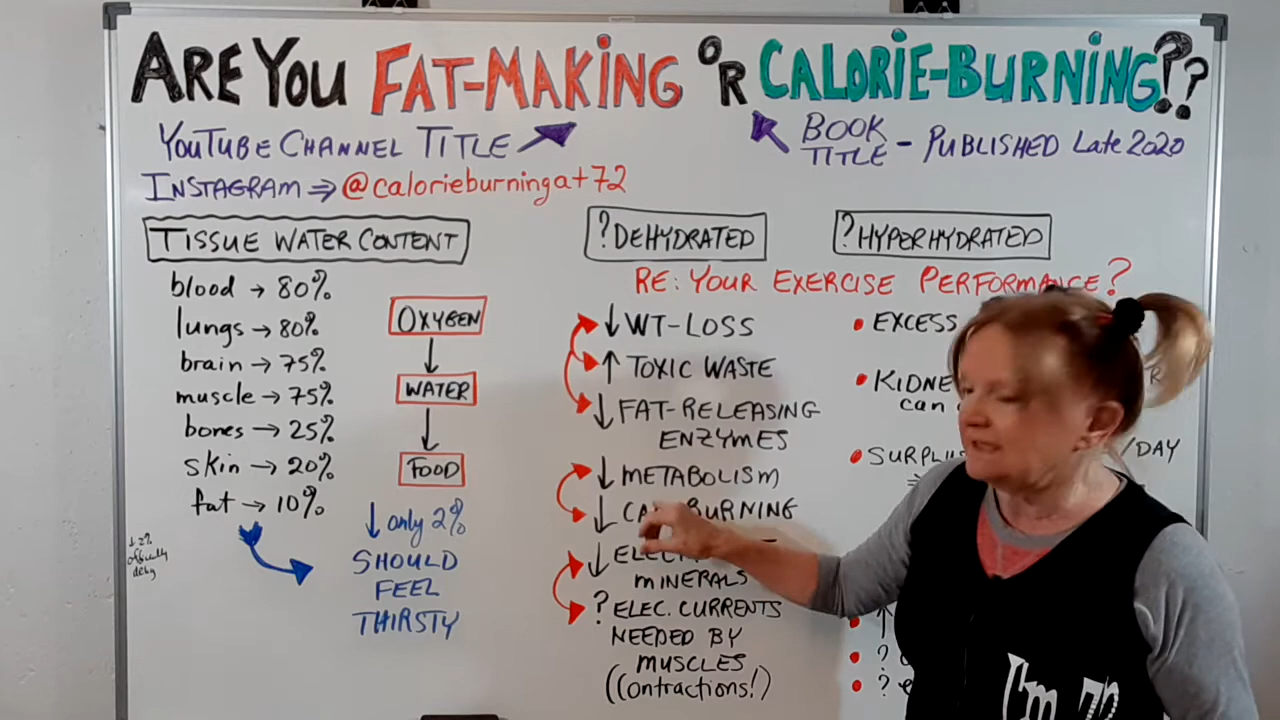 ARE YOU FAT-MAKING OR CALORIE-BURNING??
YOUTUBE CHANNEL TITLE
BOOK TITLE - PUBLISHED Late 2020
INSTAGRAM ⇒ @calorieburningat72
TISSUE WATER CONTENT
blood → 80%
lungs → 80%
brain → 75%
muscle → 75%
bones → 25%
skin → 20%
fat → 10%
OXYGEN
WATER
FOOD
↓ only 2%
SHOULD
FEEL
THIRSTY
↓ 2%
?DEHYDRATED
?HYPERHYDRATED
RE: YOUR EXERCISE PERFORMANCE?
↓ WT-LOSS
↑ TOXIC WASTE
↓ FAT-RELEASING
ENZYMES
↓ METABOLISM
↓ BURNING
↓
MINERALS
? ELEC. CURRENTS
NEEDED BY
MUSCLES
((ontractions!)
• EXCESS
•
can
•
/DAY
• ↑
• ?
• ?
I'm 72